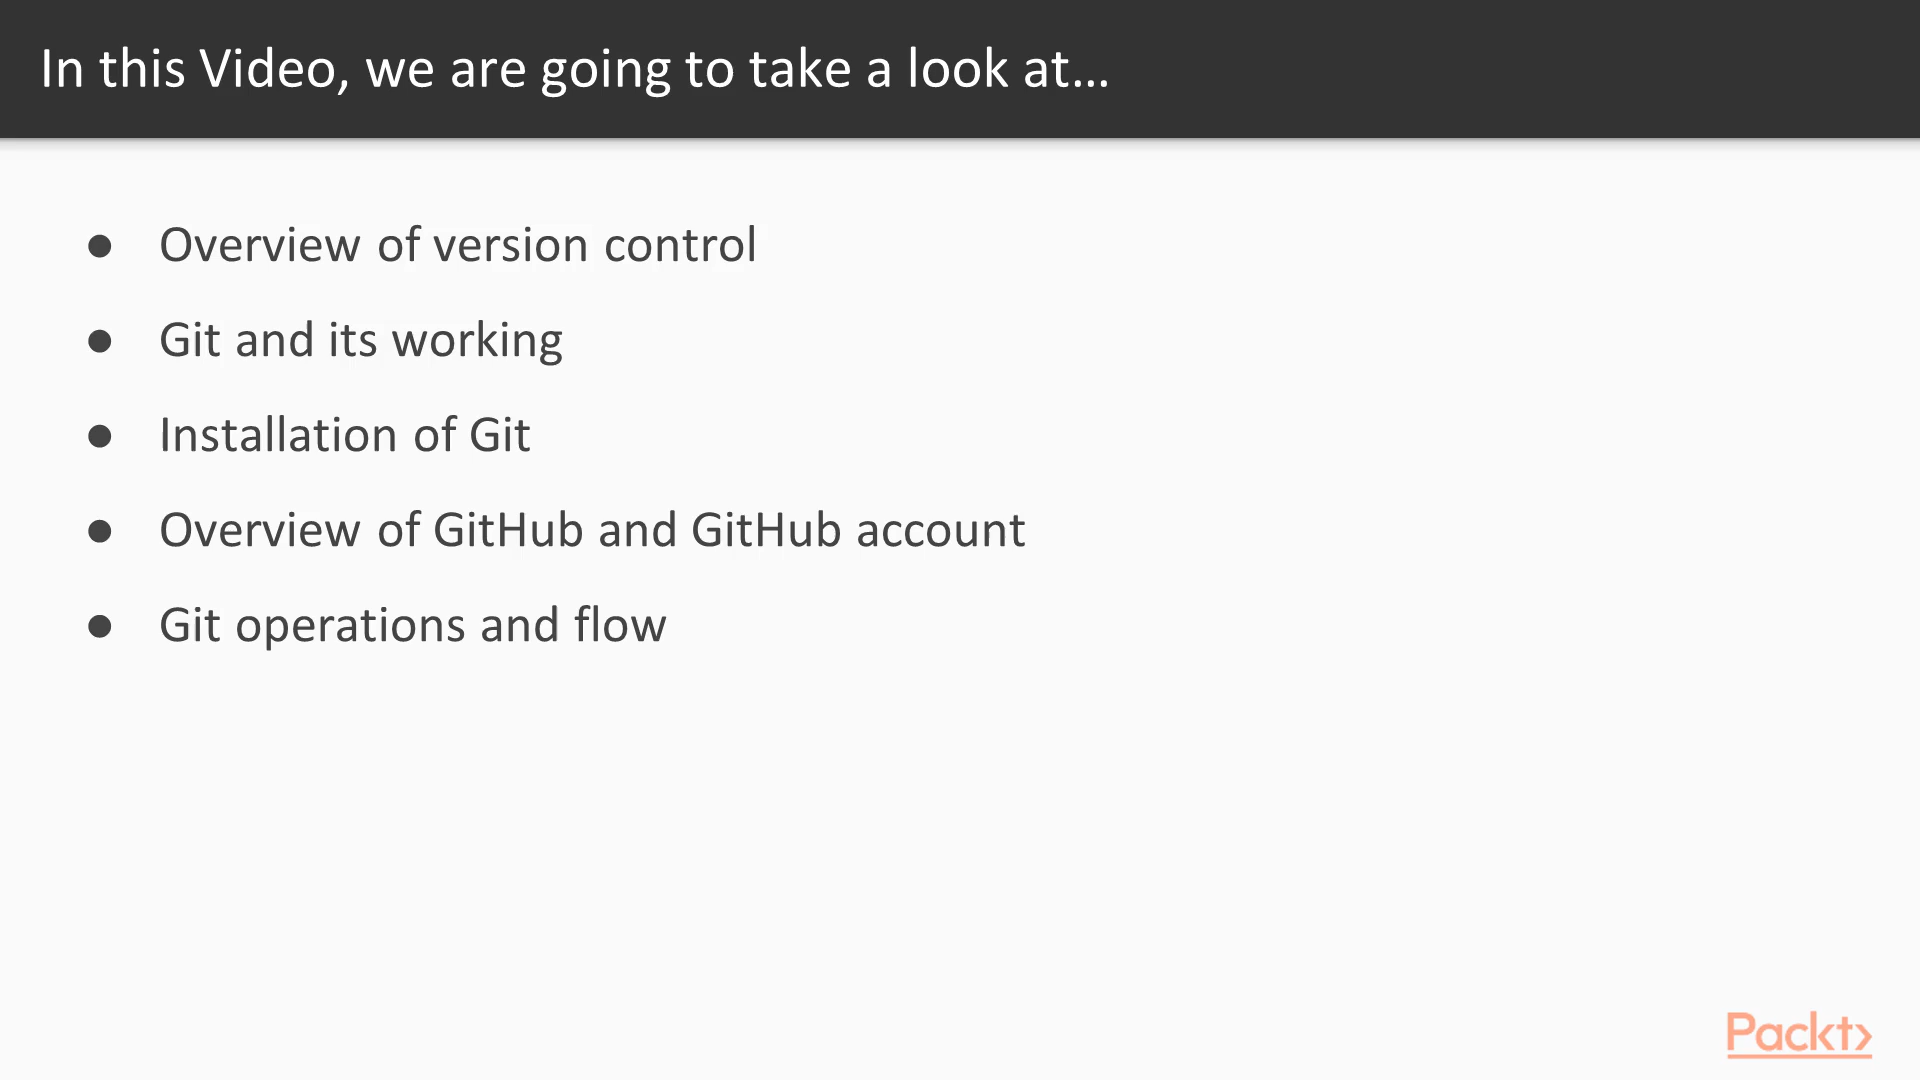 In this Video, we are going to take a look at...
● Overview of version control
● Git and its working
● Installation of Git
● Overview of GitHub and GitHub account
● Git operations and flow
Packt>